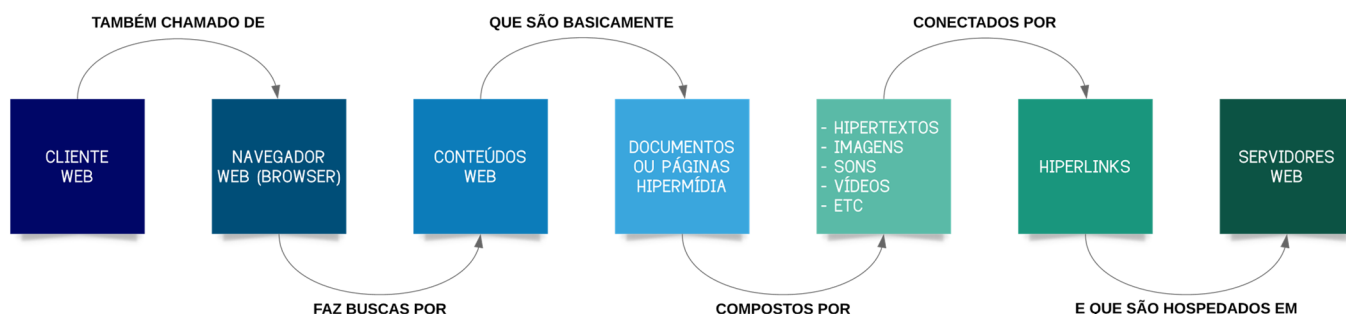 TAMBÉM CHAMADO DE
QUE SÃO BASICAMENTE
CONECTADOS POR
CLIENTE
WEB
NAVEGADOR
WEB (BROWSER)
CONTEÚDOS
WEB
DOCUMENTOS
OU PÁGINAS
HIPERMÍDIA
- HIPERTEXTOS
- IMAGENS
- SONS
- VÍDEOS
- ETC
HIPERLINKS
SERVIDORES
WEB
FAZ BUSCAS POR
COMPOSTOS POR
E QUE SÃO HOSPEDADOS EM